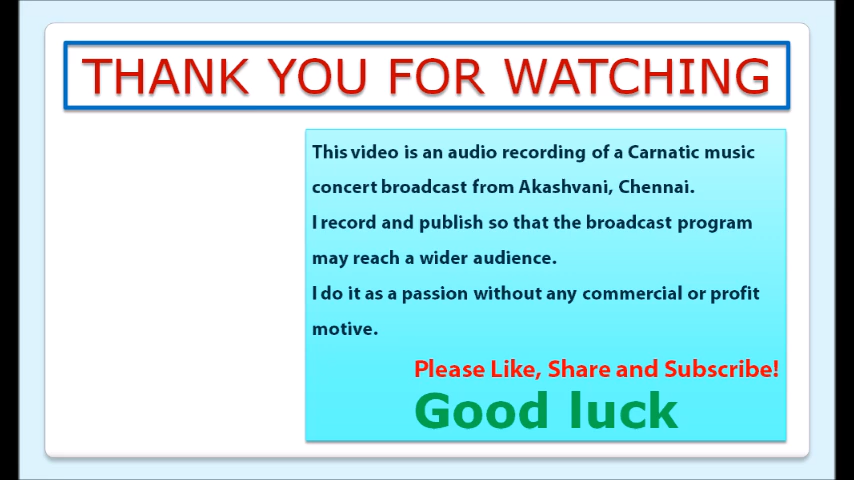 THANK YOU FOR WATCHING
This video is an audio recording of a Carnatic music
concert broadcast from Akashvani, Chennai.
I record and publish so that the broadcast program
may reach a wider audience.
I do it as a passion without any commercial or profit
motive.
Please Like, Share and Subscribe!
Good luck